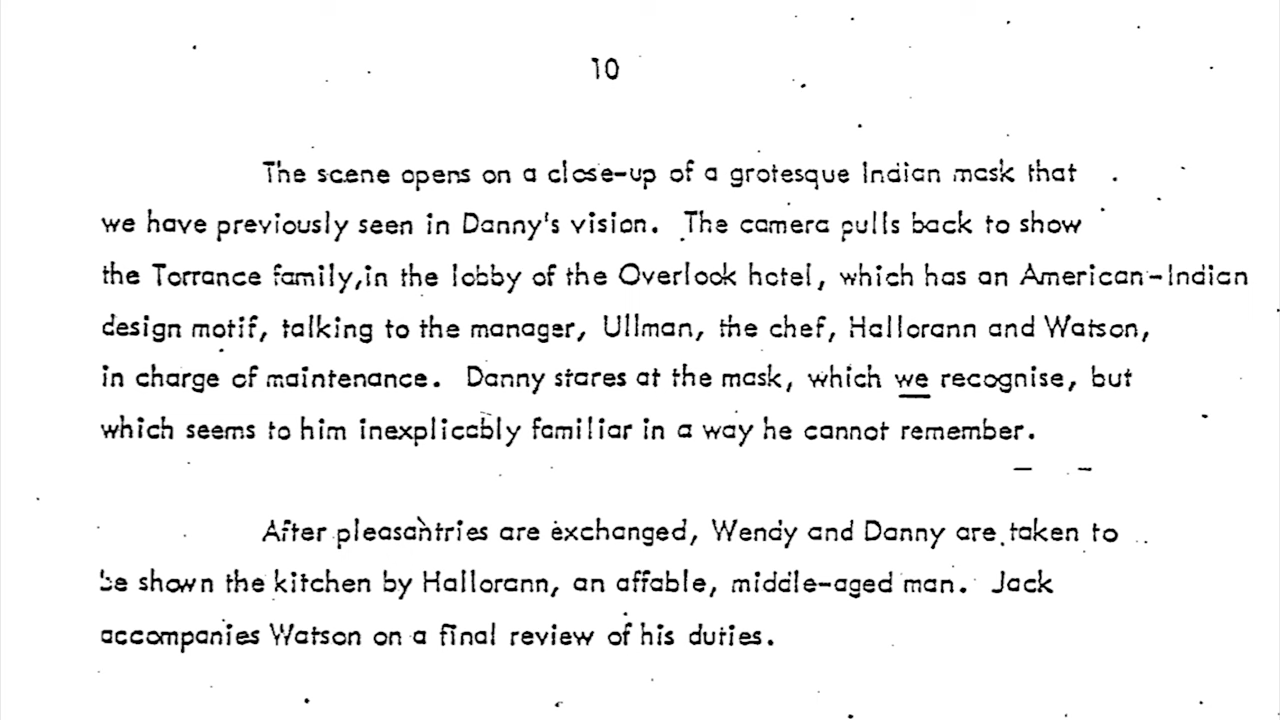 10
The scene opens on a close-up of a grotesque Indian mask that
we have previously seen in Danny's vision. The camera pulls back to show
the Torrance family, in the lobby of the Overlook hotel, which has an American-Indian
design motif, talking to the manager, Ullman, the chef, Hallorann and Watson,
in charge of maintenance. Danny stares at the mask, which we recognise, but
which seems to him inexplicably familiar in a way he cannot remember.
After pleasantries are exchanged, Wendy and Danny are taken to
be shown the kitchen by Hallorann, an affable, middle-aged man. Jack
accompanies Watson on a final review of his duties.